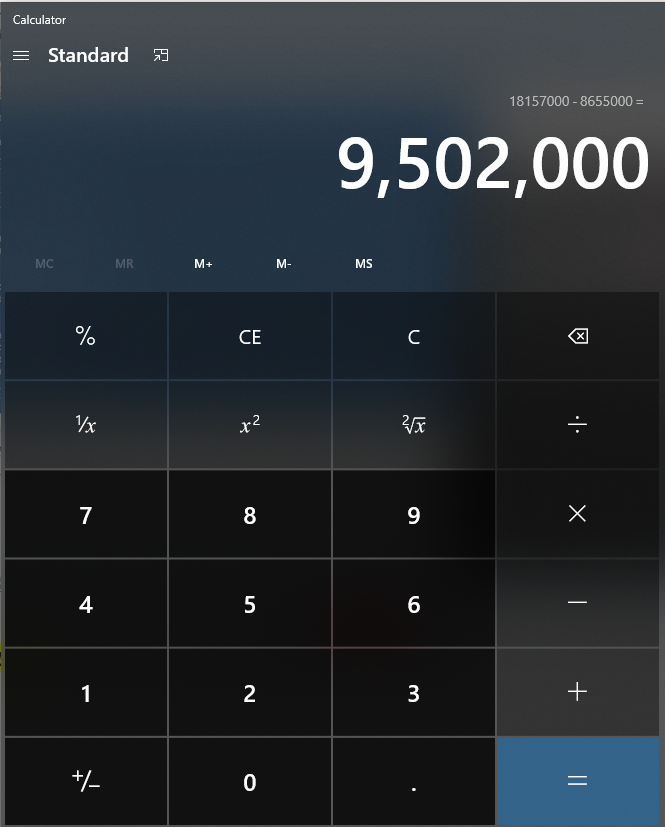 Calculator
Standard
18157000 - 8655000 =
9,502,000
MC MR M+ M- MS
% CE C
1/x x² ²√x ÷
7 8 9 ×
4 5 6 −
1 2 3 +
+/− 0 . =